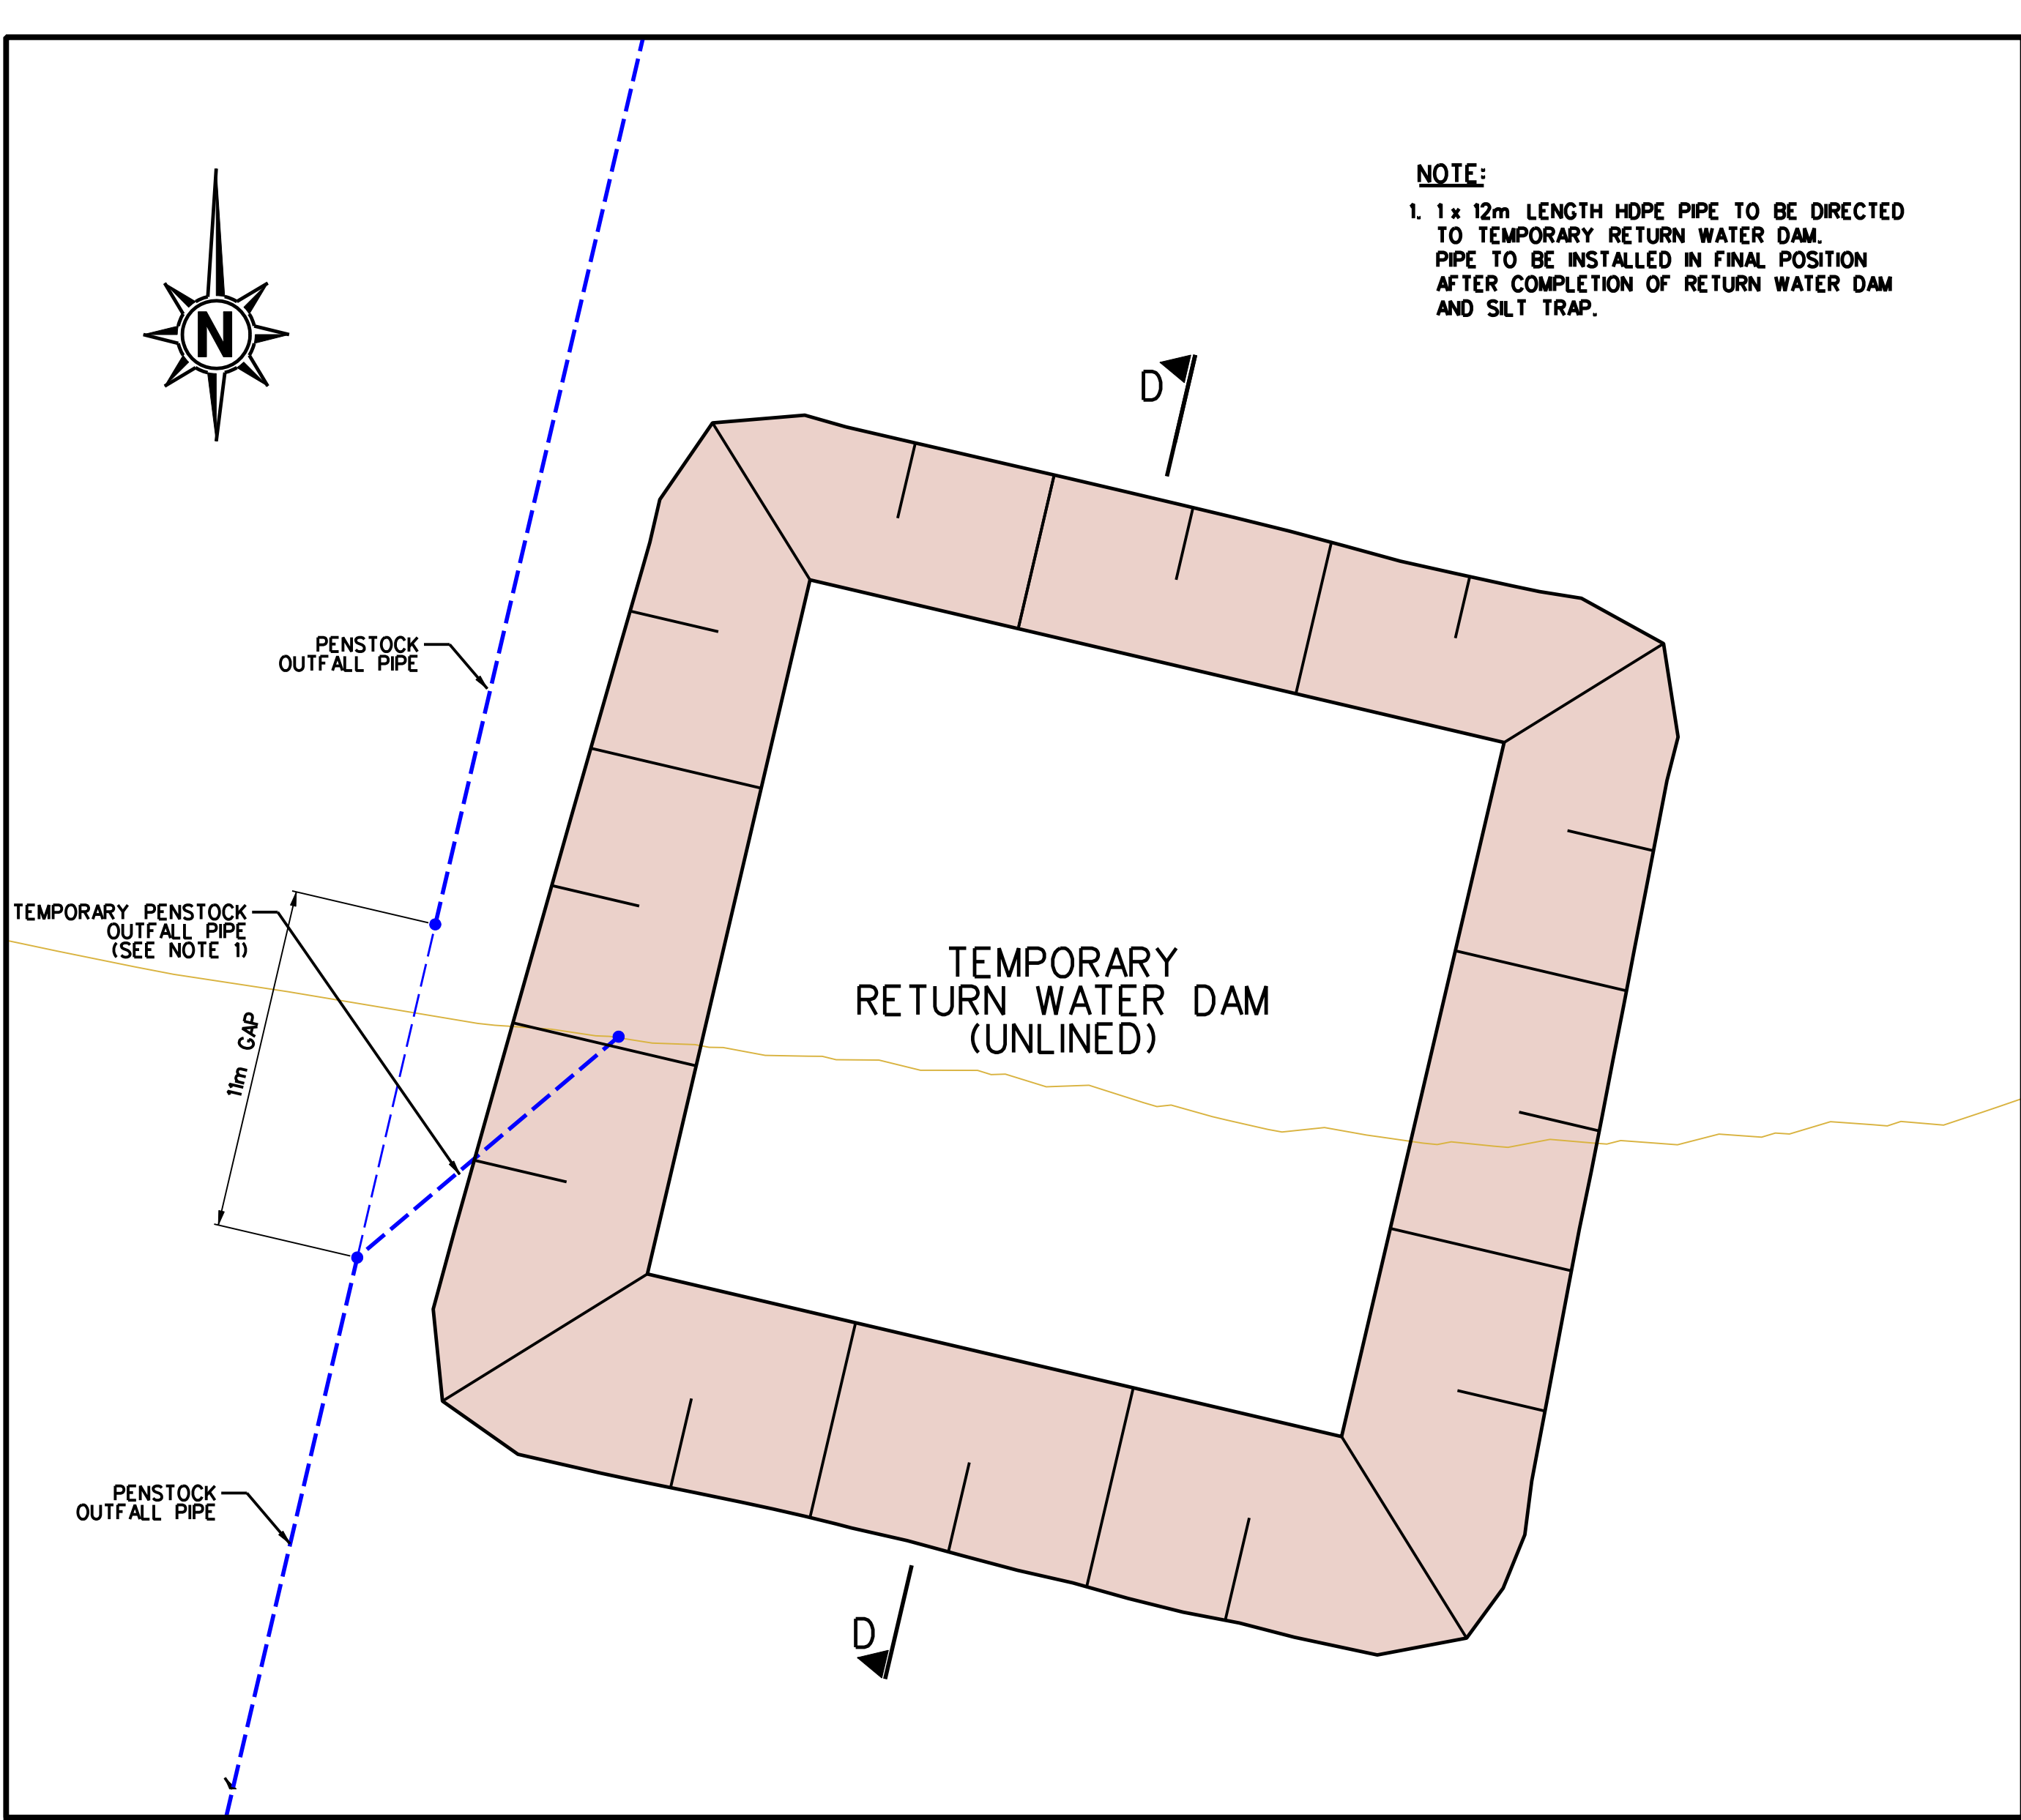 NOTE:
1. 1 x 12m LENGTH HDPE PIPE TO BE DIRECTED
TO TEMPORARY RETURN WATER DAM.
PIPE TO BE INSTALLED IN FINAL POSITION
AFTER COMPLETION OF RETURN WATER DAM
AND SILT TRAP.
N
D
PENSTOCK
OUTFALL PIPE
TEMPORARY PENSTOCK
OUTFALL PIPE
(SEE NOTE 1)
11m GAP
TEMPORARY
RETURN WATER DAM
(UNLINED)
PENSTOCK
OUTFALL PIPE
D